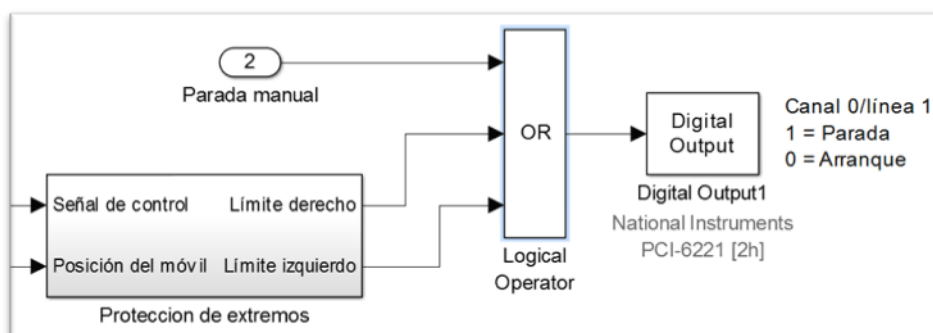 2
Parada manual
OR
Logical
Operator
Digital
Output
Digital Output1
National Instruments
PCI-6221 [2h]
Canal 0/línea 1
1 = Parada
0 = Arranque
Señal de control
Límite derecho
Posición del móvil
Límite izquierdo
Proteccion de extremos